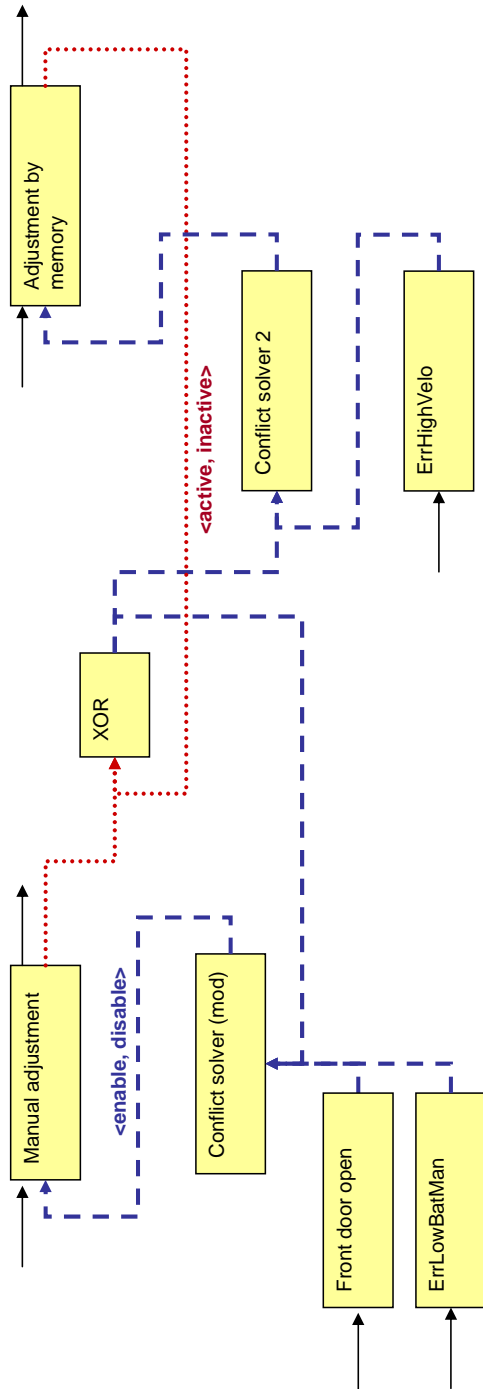 Manual adjustment
XOR
Adjustment by
memory
<enable, disable>
<active, inactive>
Conflict solver (mod)
Conflict solver 2
Front door open
ErrLowBatMan
ErrHighVelo